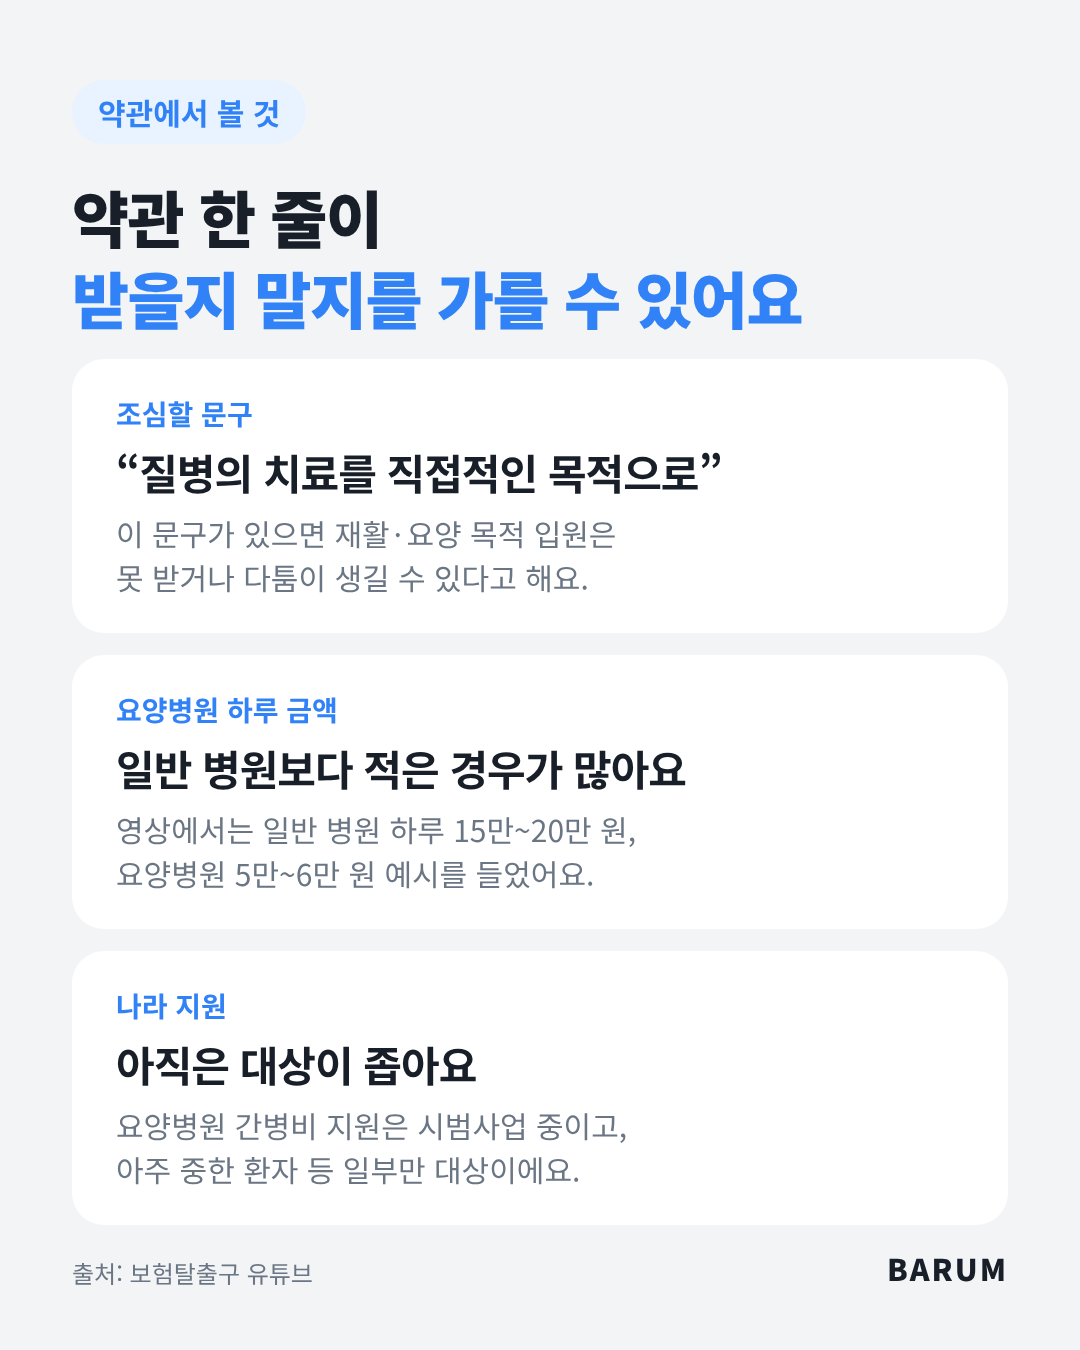 약관에서 볼 것
약관 한 줄이
받을지 말지를 가를 수 있어요
조심할 문구
“질병의 치료를 직접적인 목적으로”
이 문구가 있으면 재활·요양 목적 입원은
못 받거나 다툼이 생길 수 있다고 해요.
요양병원 하루 금액
일반 병원보다 적은 경우가 많아요
영상에서는 일반 병원 하루 15만~20만 원,
요양병원 5만~6만 원 예시를 들었어요.
나라 지원
아직은 대상이 좁아요
요양병원 간병비 지원은 시범사업 중이고,
아주 중한 환자 등 일부만 대상이에요.
출처: 보험탈출구 유튜브
BARUM